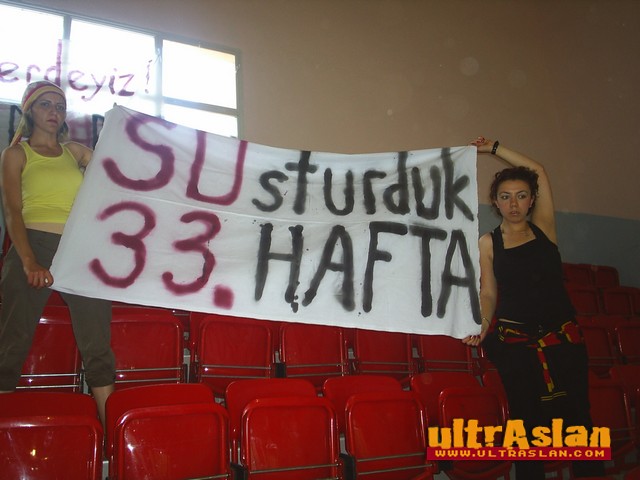 erdeyiz!
SUsturduk
33. HAFTA
ultrAslan
WWW.ULTRASLAN.COM